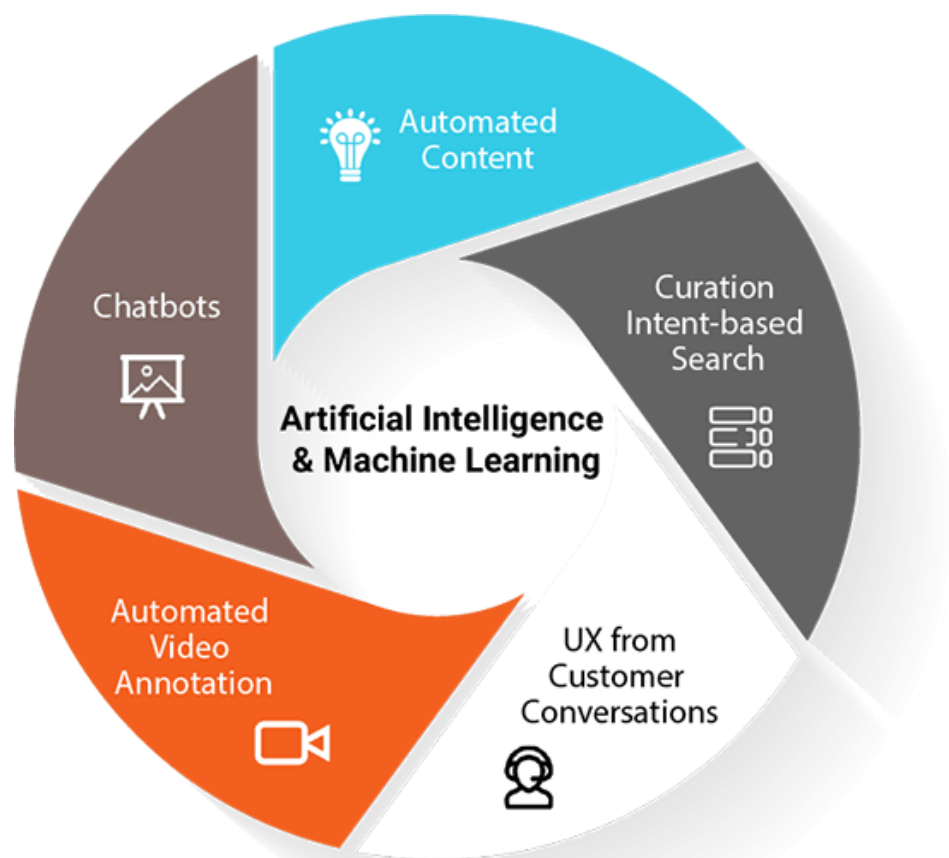 Automated
Content
Curation
Intent-based
Search
UX from
Customer
Conversations
Automated
Video
Annotation
Chatbots
Artificial Intelligence
& Machine Learning